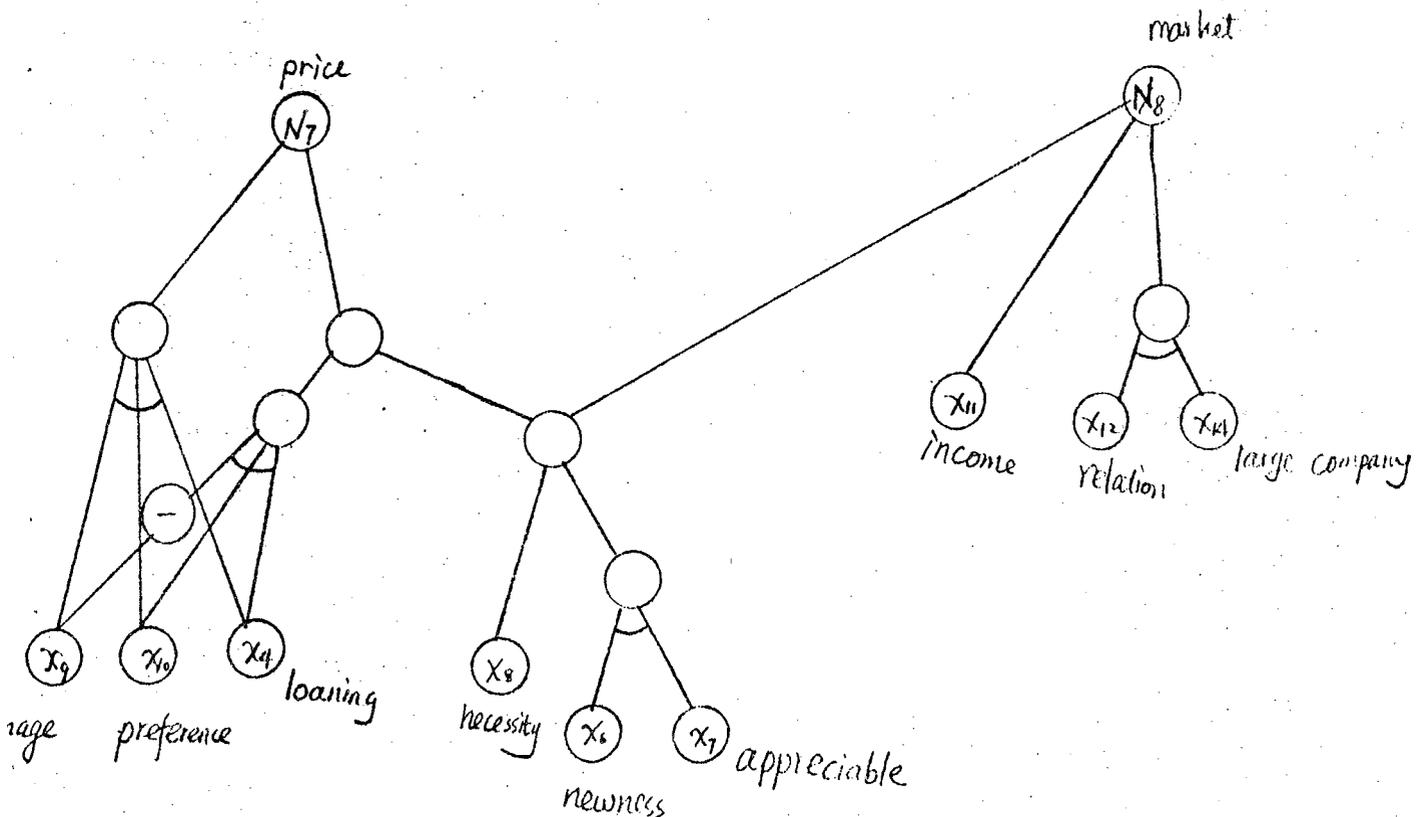 market
price
N8
N7
x11
x12
income
relation
large company
−
x9
x10
x4
loaning
x8
rage
preference
necessity
x6
x7
appreciable
newness